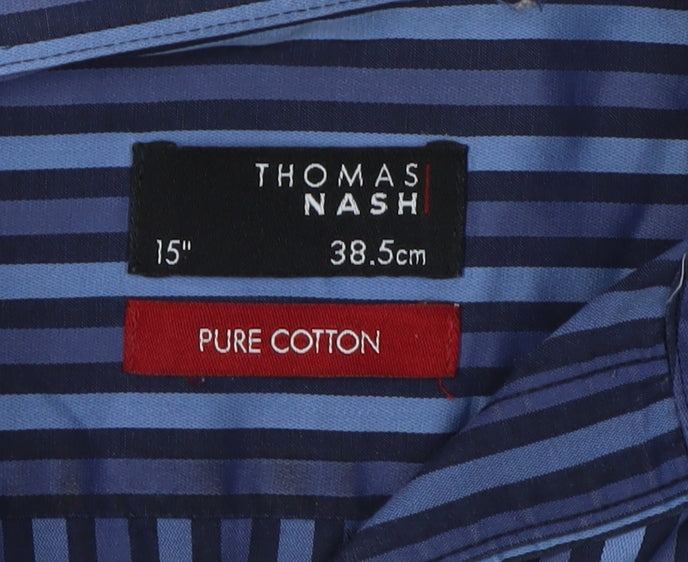 THOMAS
NASH
15" 38.5cm
PURE COTTON